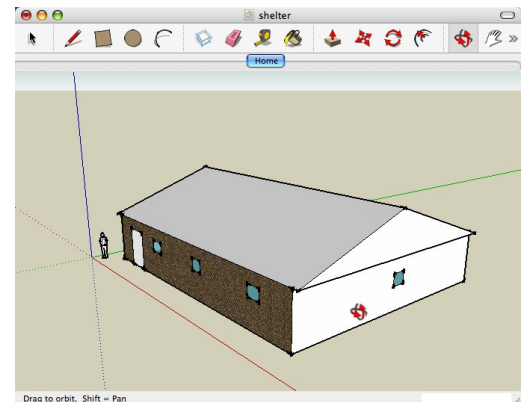 shelter
Home
Drag to orbit. Shift = Pan